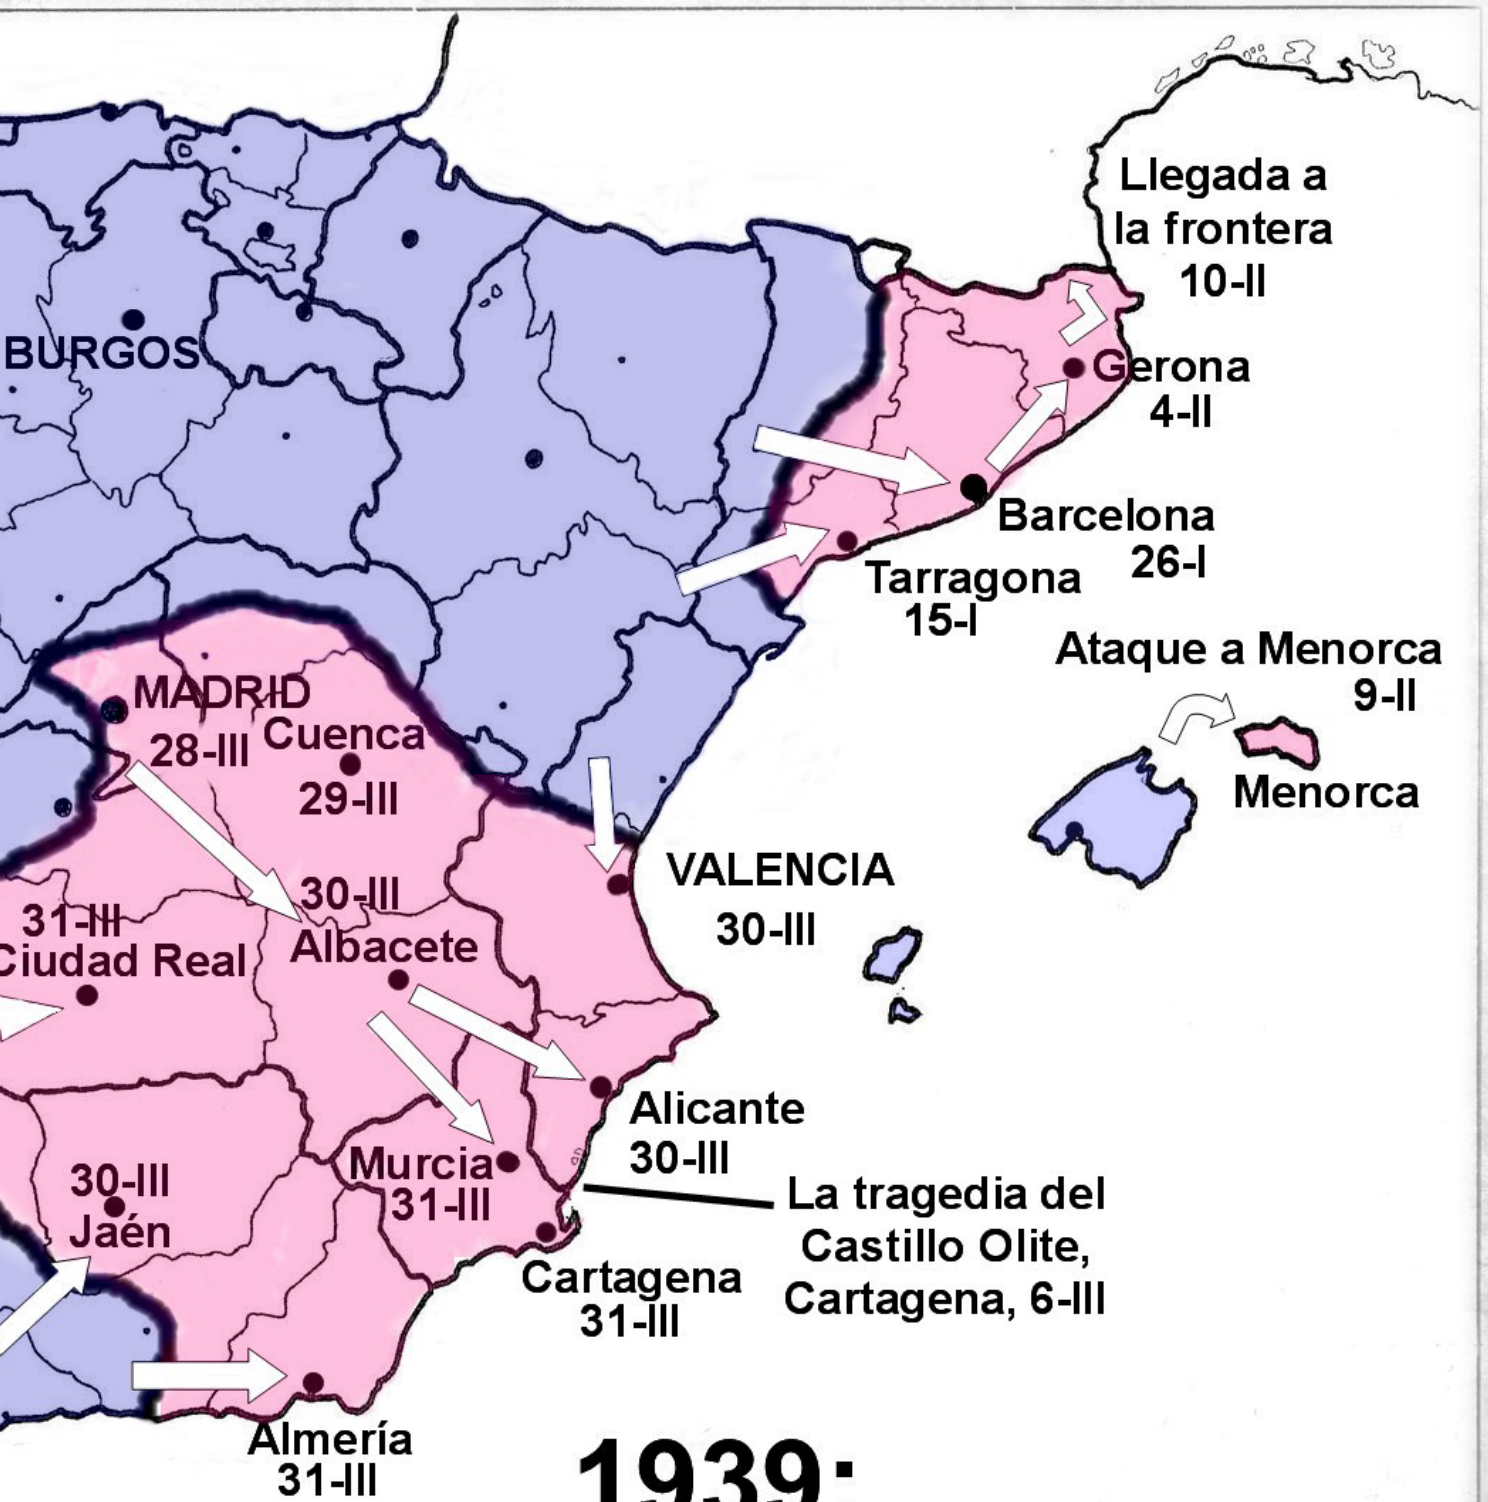 Llegada a
la frontera
10-II
BURGOS
Gerona
4-II
Barcelona
26-I
Tarragona
15-I
Ataque a Menorca
9-II
Menorca
MADRID
28-III
Cuenca
29-III
VALENCIA
30-III
30-III
Albacete
31-III
Ciudad Real
Alicante
30-III
Murcia
31-III
30-III
Jaén
La tragedia del
Castillo Olite,
Cartagena, 6-III
Cartagena
31-III
Almería
31-III
1939: